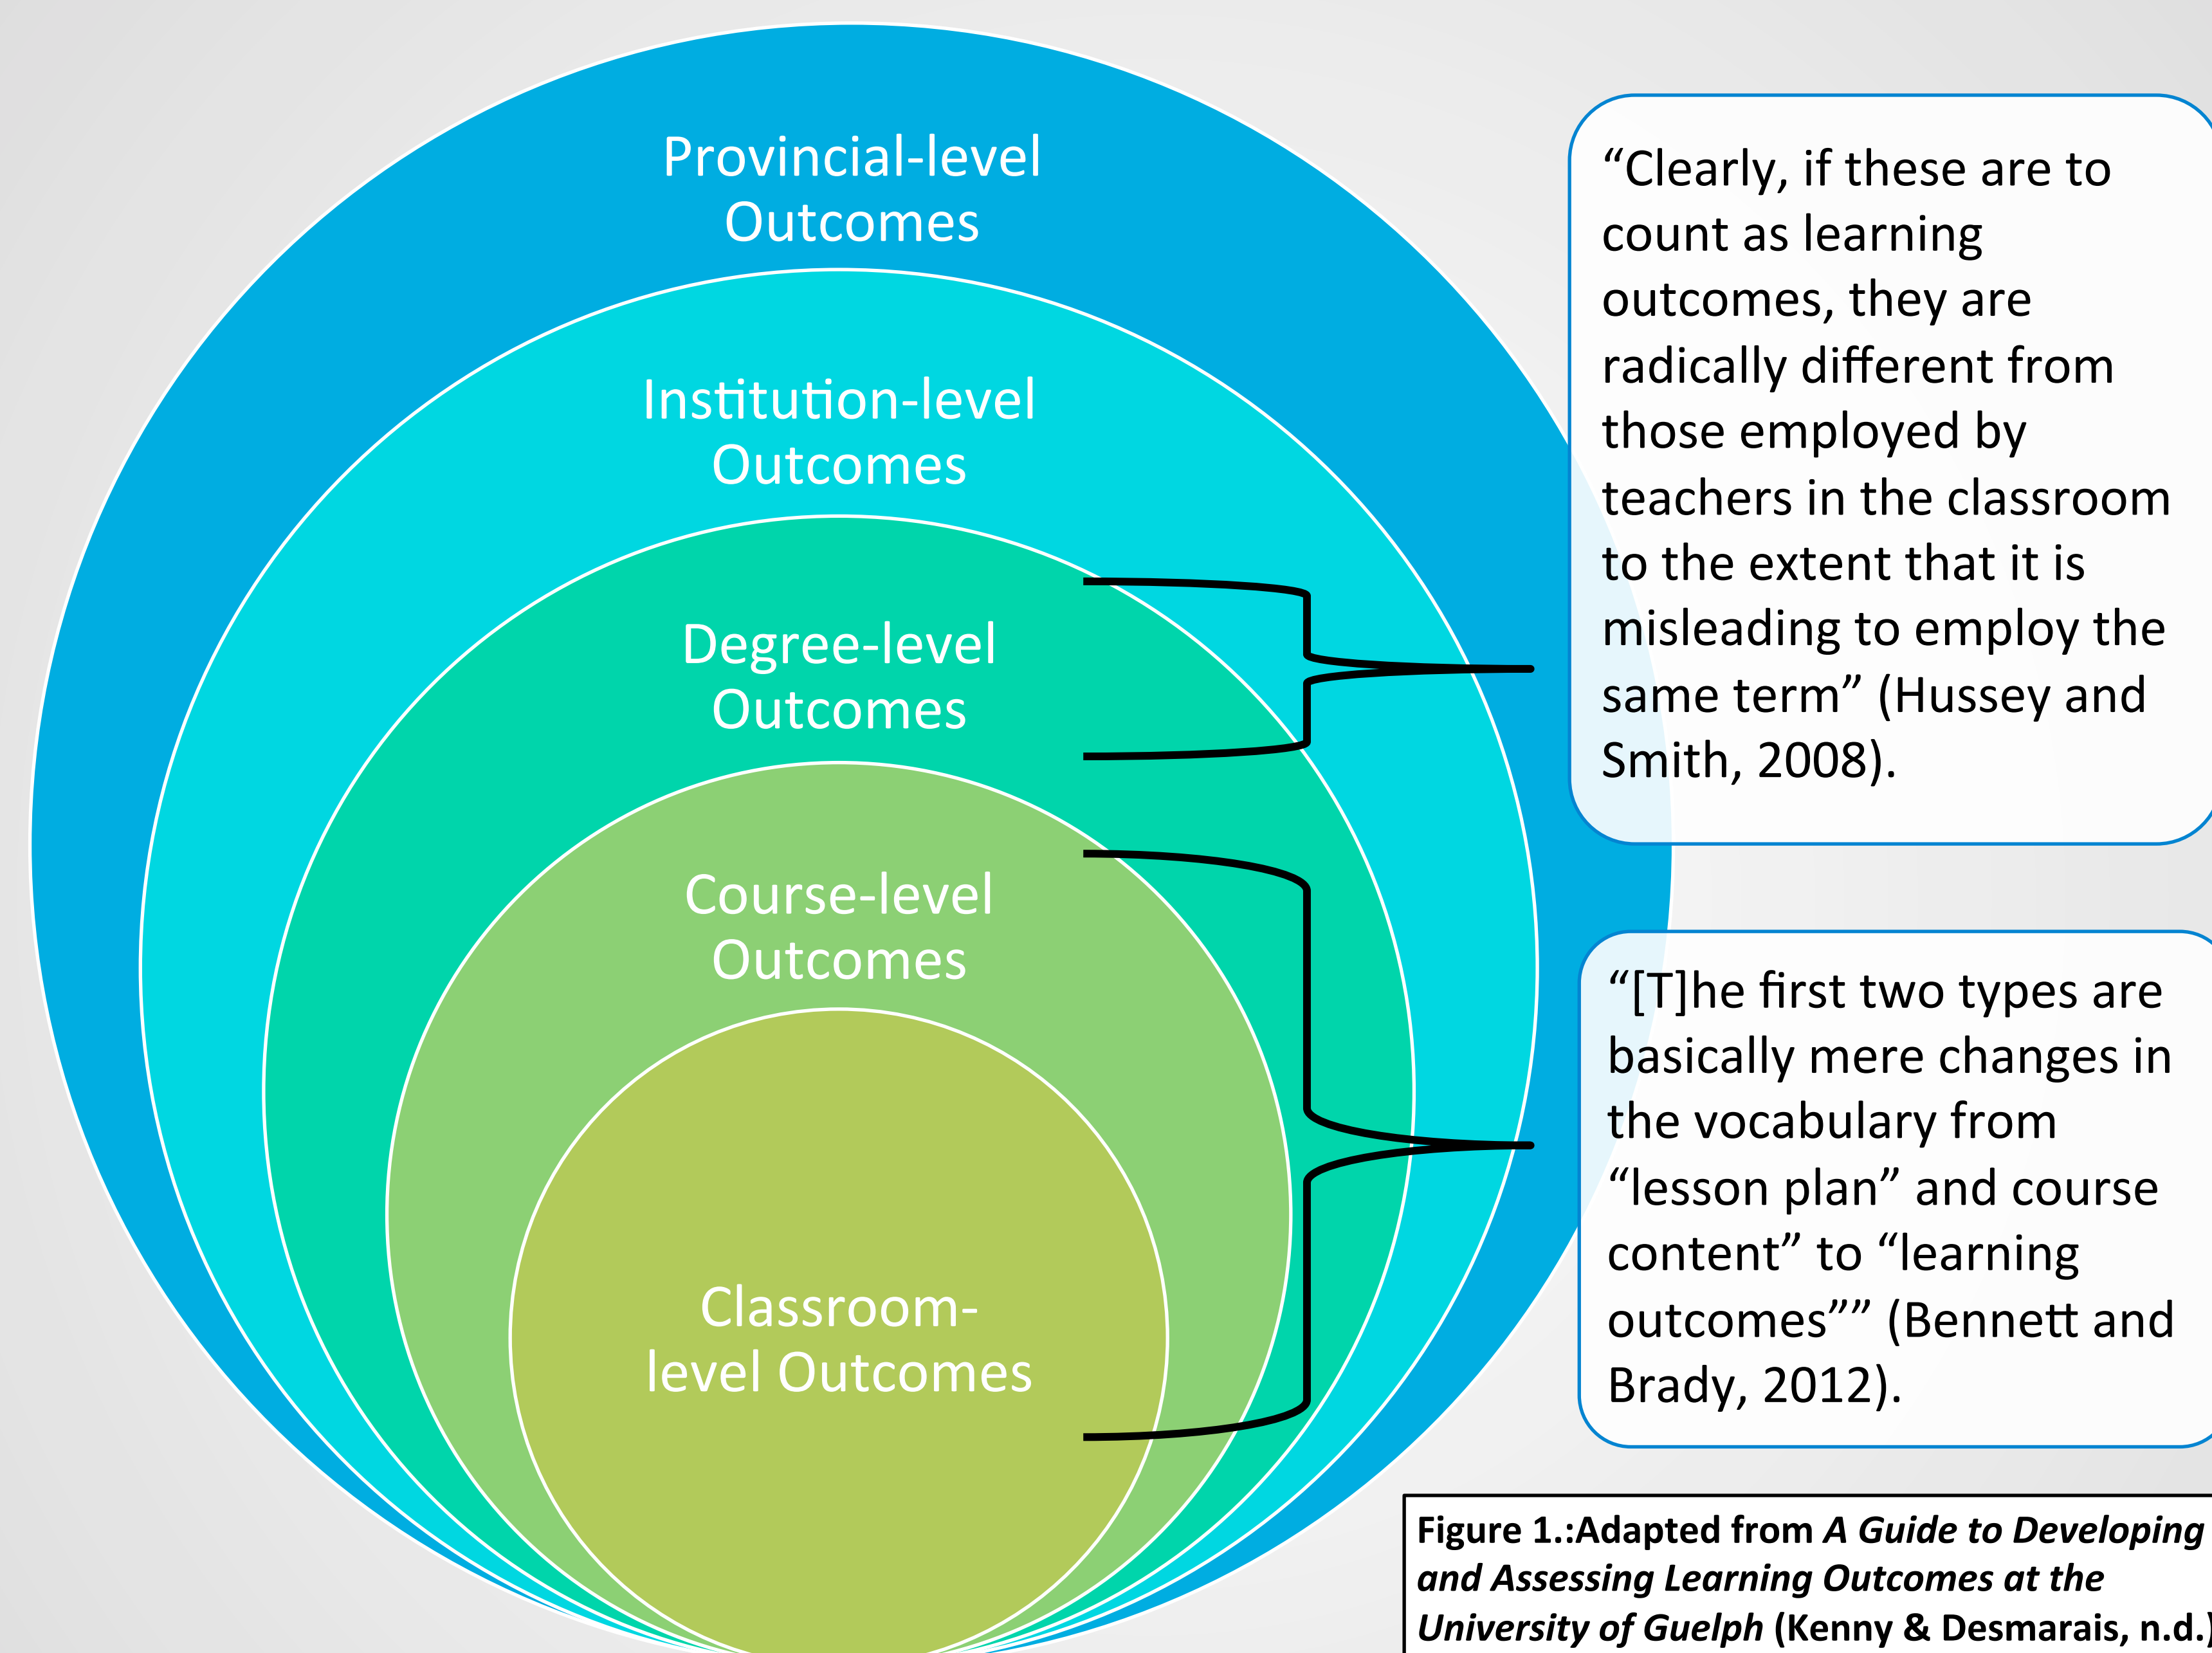 Provincial-level
Outcomes
Institution-level
Outcomes
Degree-level
Outcomes
Course-level
Outcomes
Classroom-
level Outcomes
“Clearly, if these are to
count as learning
outcomes, they are
radically different from
those employed by
teachers in the classroom
to the extent that it is
misleading to employ the
same term” (Hussey and
Smith, 2008).
“[T]he first two types are
basically mere changes in
the vocabulary from
“lesson plan” and course
content” to “learning
outcomes”” (Bennett and
Brady, 2012).
Figure 1.:Adapted from A Guide to Developing
and Assessing Learning Outcomes at the
University of Guelph (Kenny & Desmarais, n.d.)